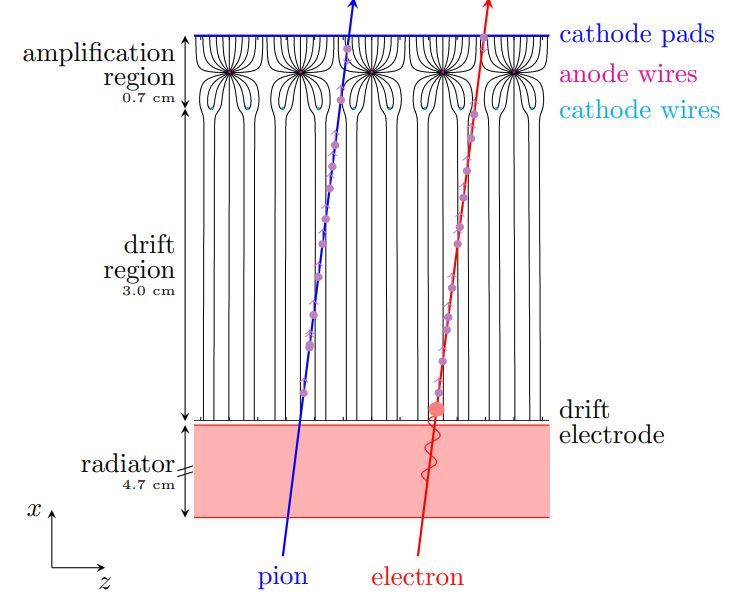 amplification
region
0.7 cm
cathode pads
anode wires
cathode wires
drift
region
3.0 cm
drift
electrode
radiator
4.7 cm
x
z
pion
electron